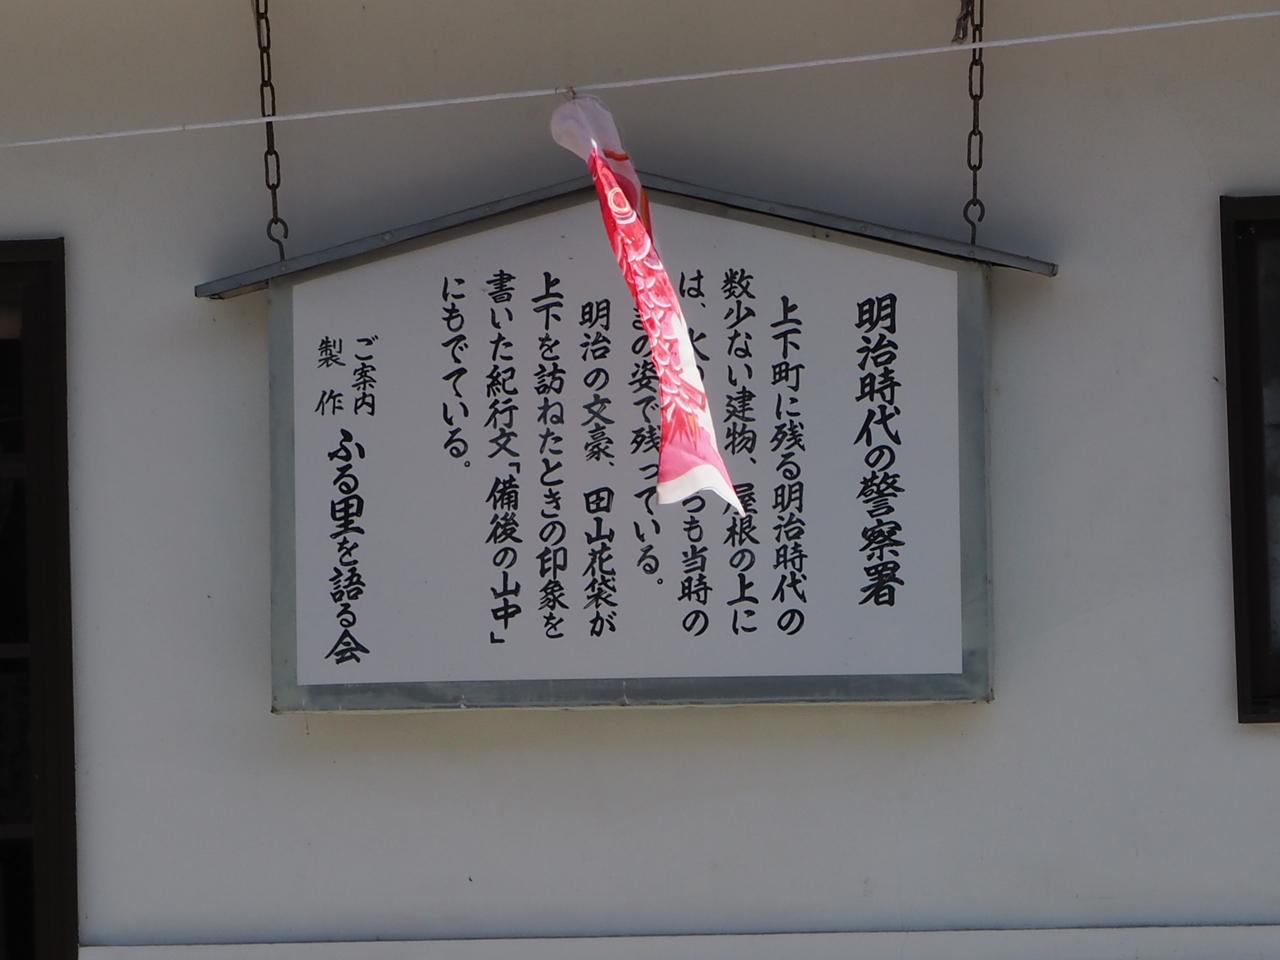 明治時代の警察署
上下町に残る明治時代の
数少ない建物、屋根の上に
は、火の つも当時の
きの姿で残っている。
明治の文豪、田山花袋が
上下を訪ねたときの印象を
書いた紀行文「備後の山中」
にもでている。
ご案内
製作
ふる里を語る会